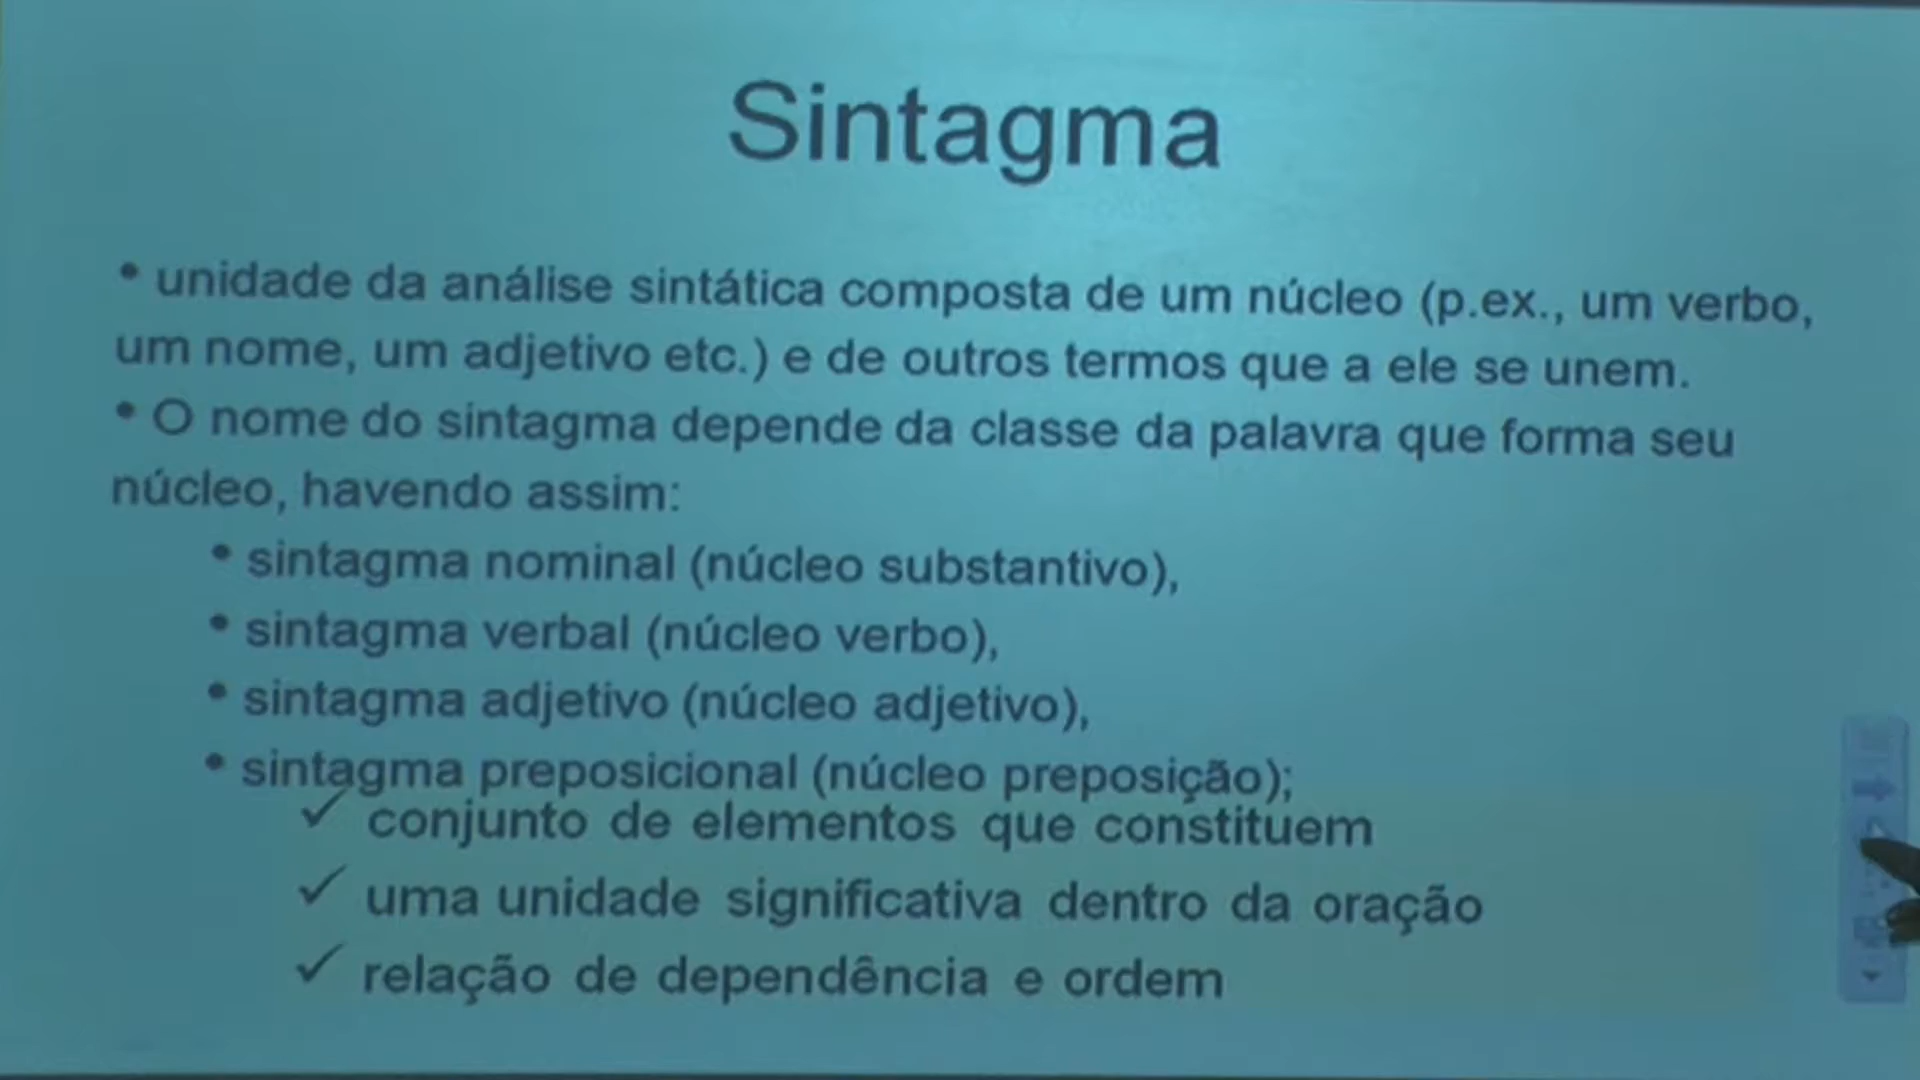 Sintagma
• unidade da análise sintática composta de um núcleo (p.ex., um verbo,
um nome, um adjetivo etc.) e de outros termos que a ele se unem.
• O nome do sintagma depende da classe da palavra que forma seu
núcleo, havendo assim:
• sintagma nominal (núcleo substantivo),
• sintagma verbal (núcleo verbo),
• sintagma adjetivo (núcleo adjetivo),
• sintagma preposicional (núcleo preposição);
✓ conjunto de elementos que constituem
✓ uma unidade significativa dentro da oração
✓ relação de dependência e ordem